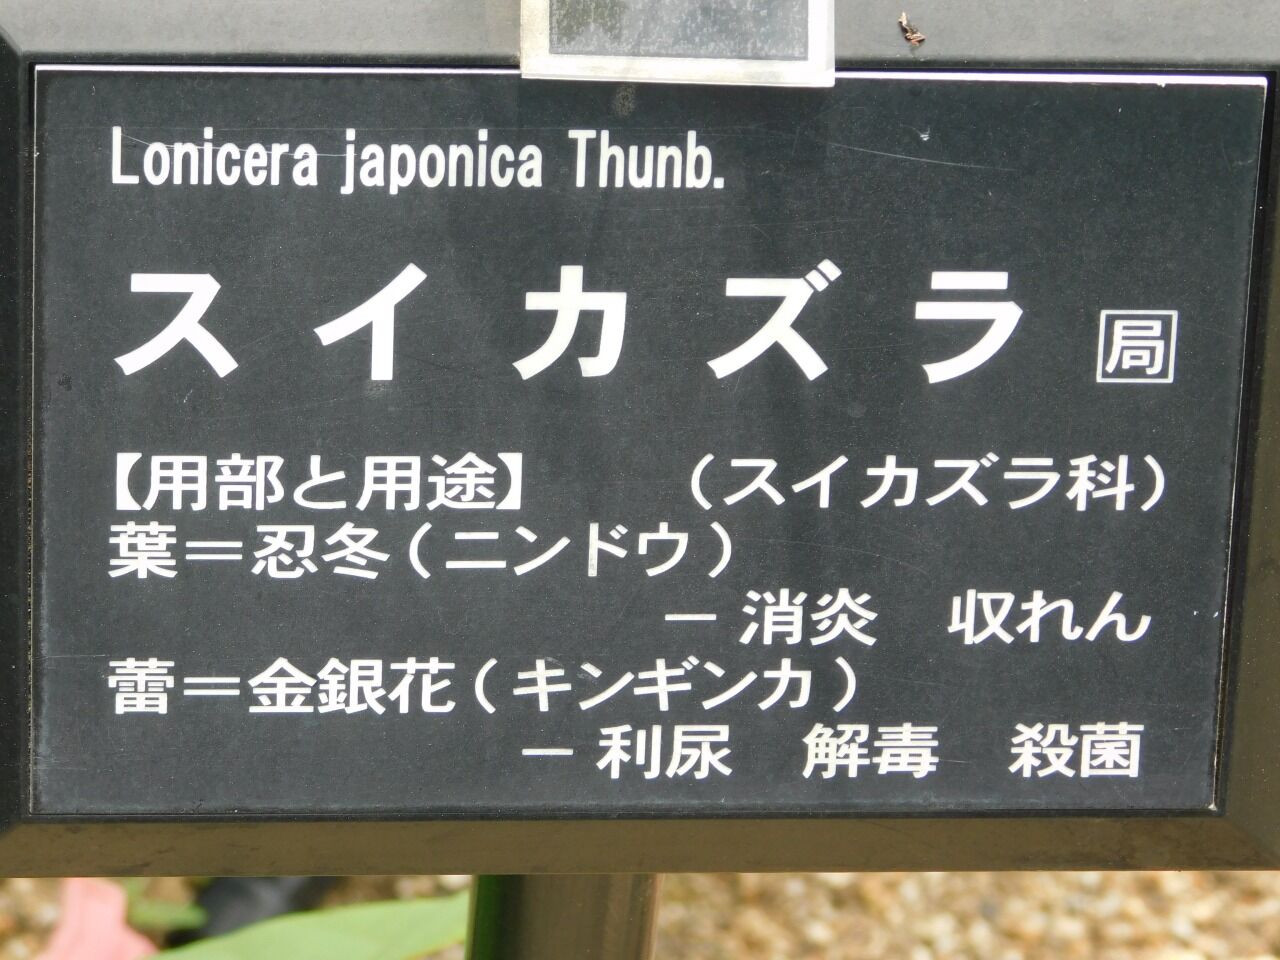 Lonicera japonica Thunb.
スイカズラ 局
【用部と用途】 （スイカズラ科）
葉＝忍冬（ニンドウ）
－消炎 収れん
蕾＝金銀花（キンギンカ）
－利尿 解毒 殺菌